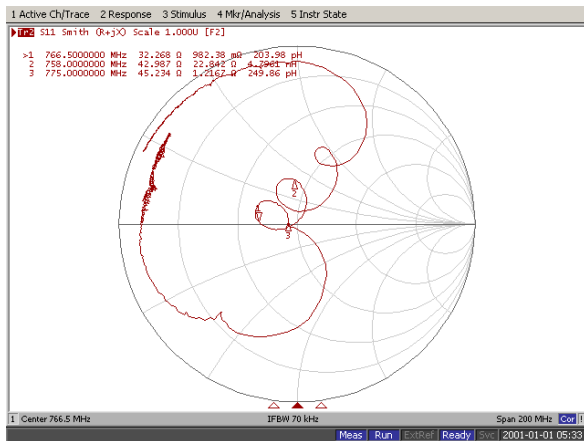 1 Active Ch/Trace 2 Response 3 Stimulus 4 Mkr/Analysis 5 Instr State
Tr2 S11 Smith (R+jX) Scale 1.000U [F2]
>1 766.5000000 MHz 32.268 Ω 982.38 mΩ 203.98 pH
2 758.0000000 MHz 42.987 Ω 22.842 Ω 4.7961 nH
3 775.0000000 MHz 45.234 Ω 1.2167 Ω 249.86 pH
2
3
1 Center 766.5 MHz IFBW 70 kHz Span 200 MHz Cor !
Meas Run ExtRef Ready Svc 2001-01-01 05:33